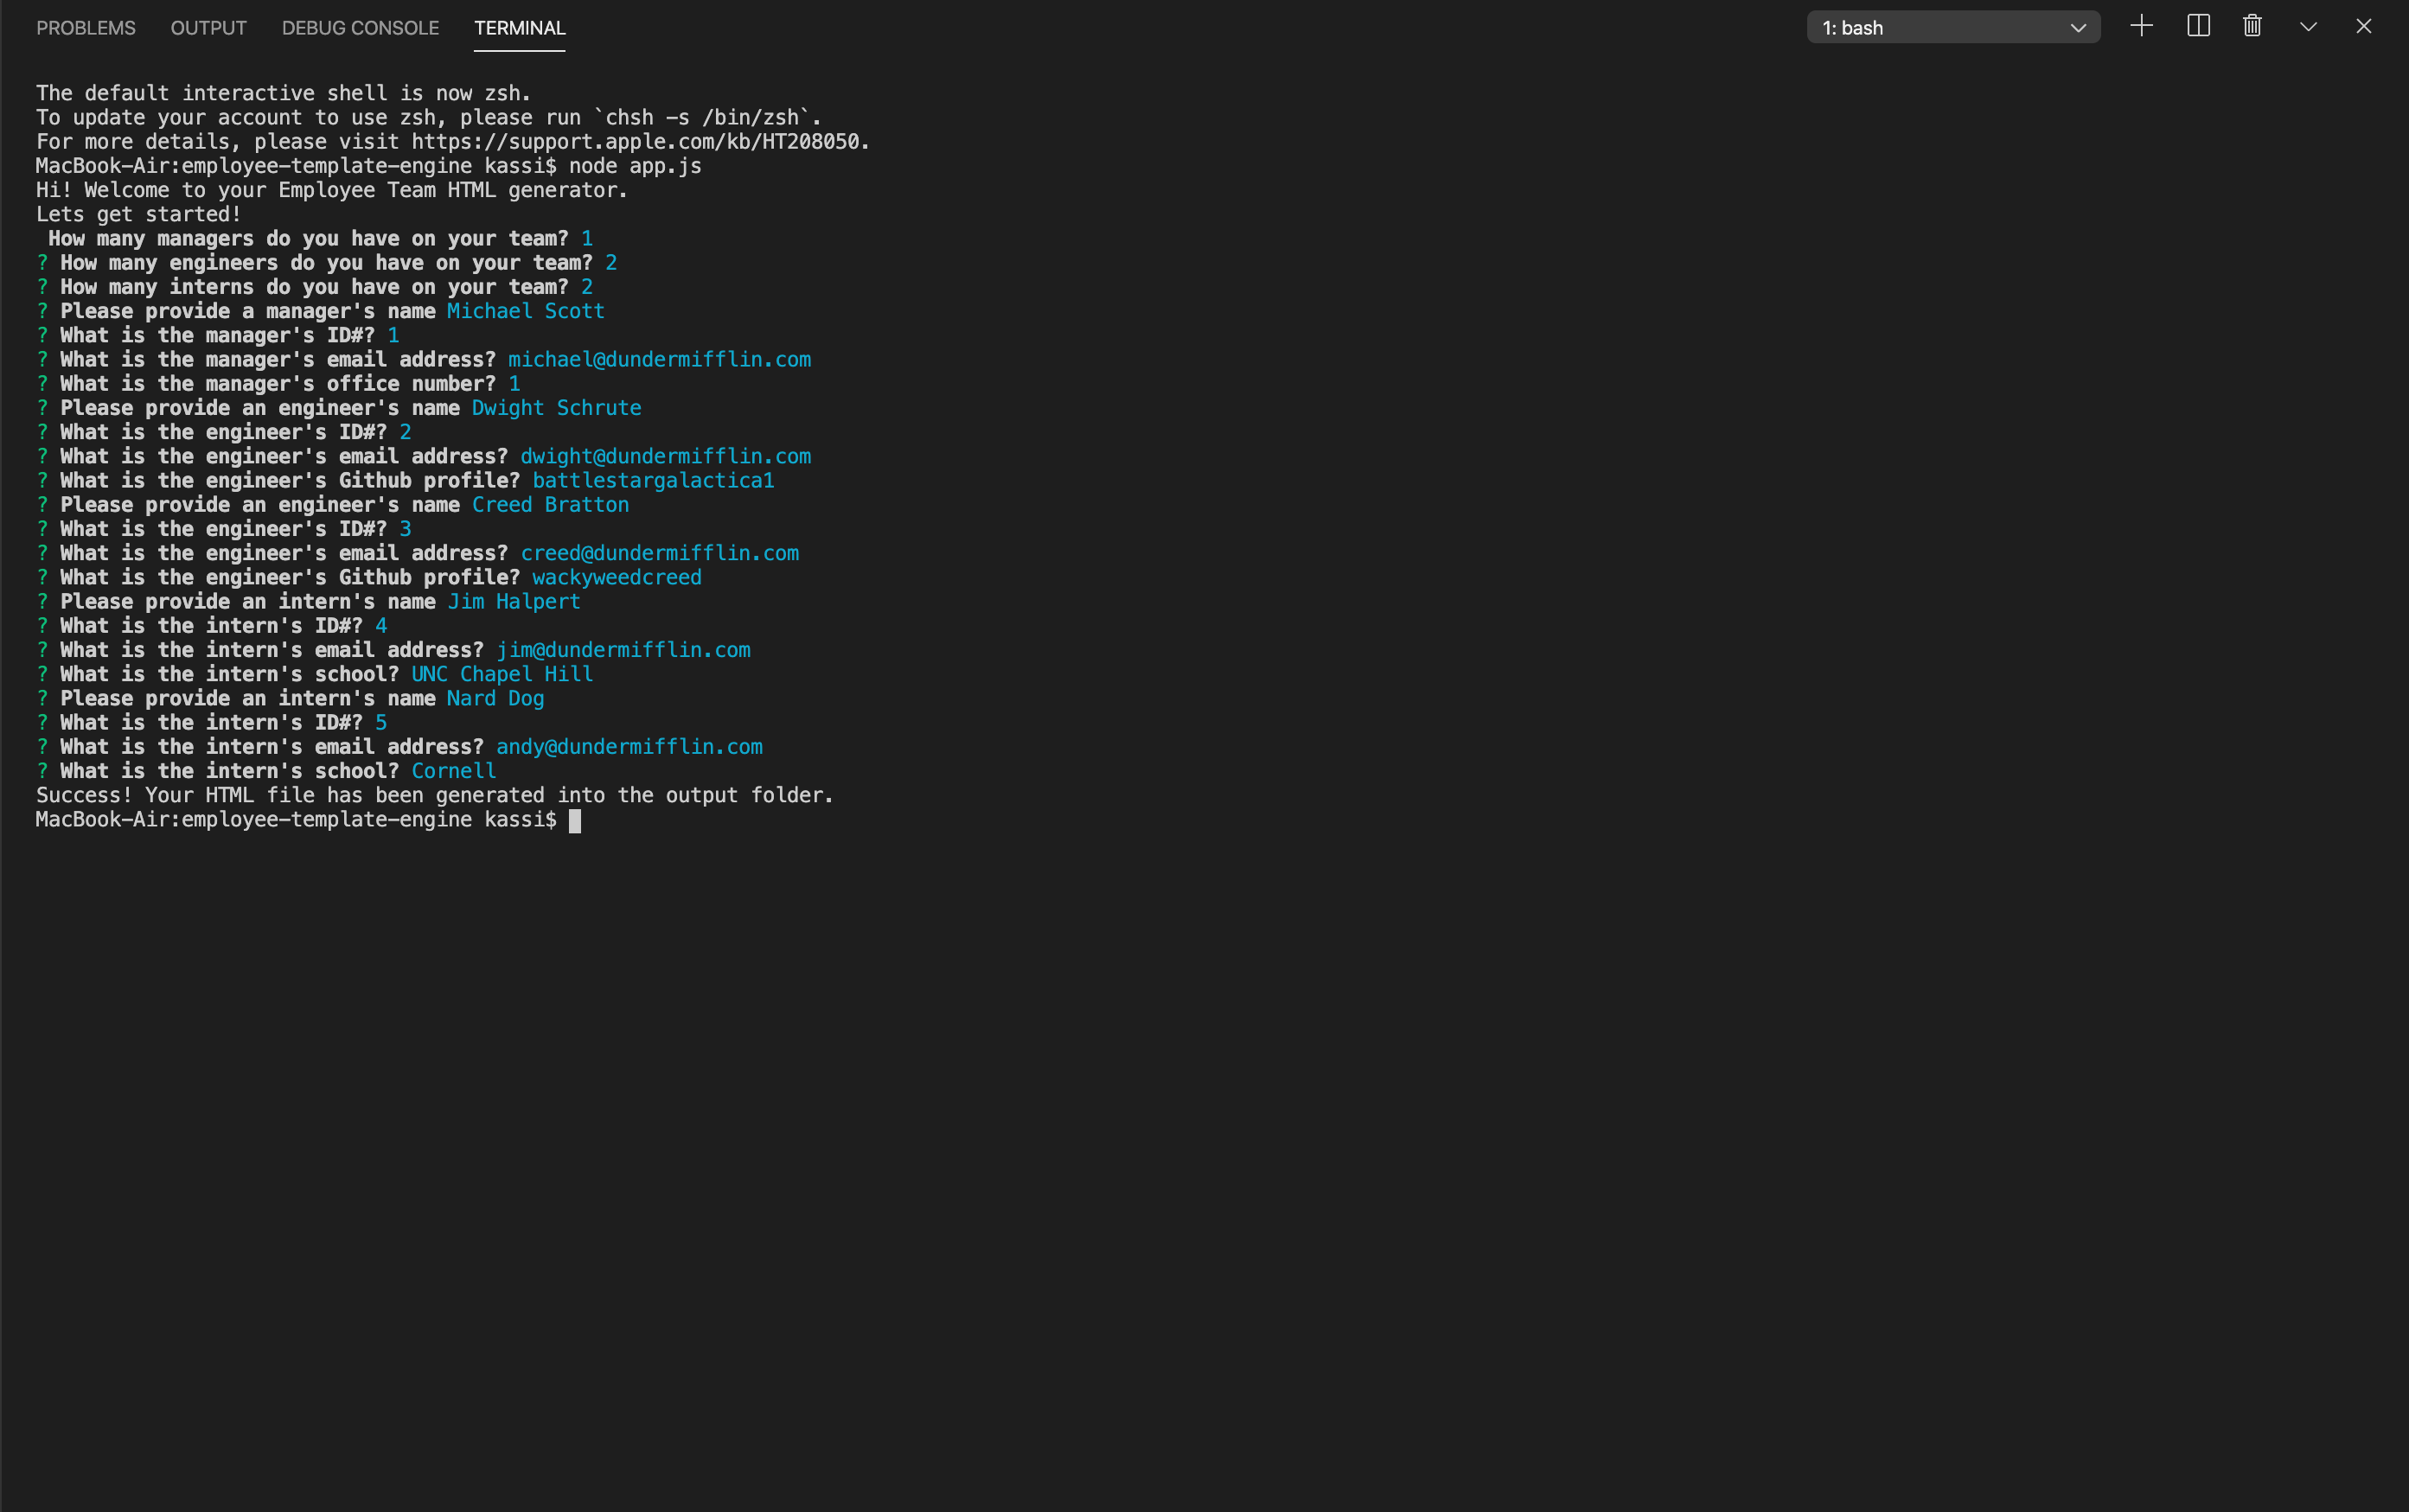 PROBLEMS OUTPUT DEBUG CONSOLE TERMINAL 1: bash
The default interactive shell is now zsh.
To update your account to use zsh, please run `chsh -s /bin/zsh`.
For more details, please visit https://support.apple.com/kb/HT208050.
MacBook-Air:employee-template-engine kassi$ node app.js
Hi! Welcome to your Employee Team HTML generator.
Lets get started!
How many managers do you have on your team? 1
? How many engineers do you have on your team? 2
? How many interns do you have on your team? 2
? Please provide a manager's name Michael Scott
? What is the manager's ID#? 1
? What is the manager's email address? michael@dundermifflin.com
? What is the manager's office number? 1
? Please provide an engineer's name Dwight Schrute
? What is the engineer's ID#? 2
? What is the engineer's email address? dwight@dundermifflin.com
? What is the engineer's Github profile? battlestargalactica1
? Please provide an engineer's name Creed Bratton
? What is the engineer's ID#? 3
? What is the engineer's email address? creed@dundermifflin.com
? What is the engineer's Github profile? wackyweedcreed
? Please provide an intern's name Jim Halpert
? What is the intern's ID#? 4
? What is the intern's email address? jim@dundermifflin.com
? What is the intern's school? UNC Chapel Hill
? Please provide an intern's name Nard Dog
? What is the intern's ID#? 5
? What is the intern's email address? andy@dundermifflin.com
? What is the intern's school? Cornell
Success! Your HTML file has been generated into the output folder.
MacBook-Air:employee-template-engine kassi$